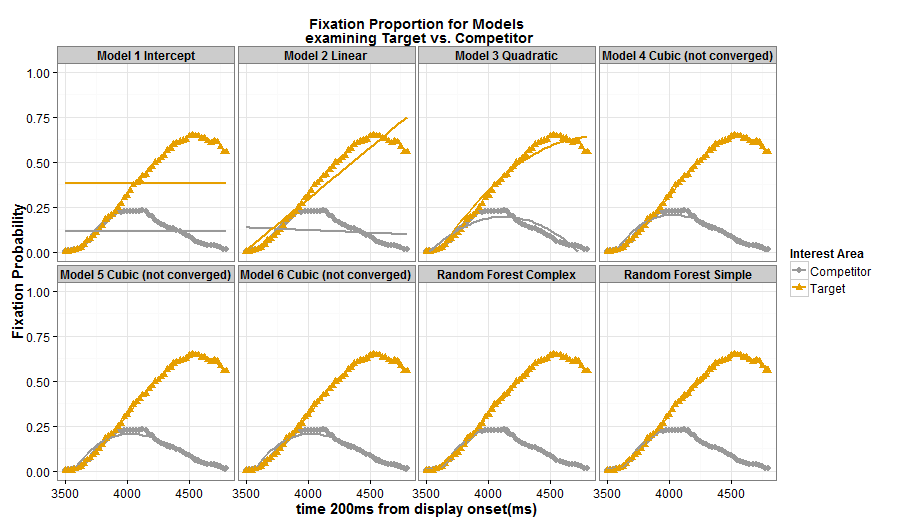 Fixation Proportion for Models
examining Target vs. Competitor
Model 1 Intercept
Model 2 Linear
Model 3 Quadratic
Model 4 Cubic (not converged)
1.00
0.75
0.50
0.25
0.00
Model 5 Cubic (not converged)
Model 6 Cubic (not converged)
Random Forest Complex
Random Forest Simple
1.00
0.75
0.50
0.25
0.00
3500 4000 4500
3500 4000 4500
3500 4000 4500
3500 4000 4500
time 200ms from display onset(ms)
Fixation Probability
Interest Area
Competitor
Target